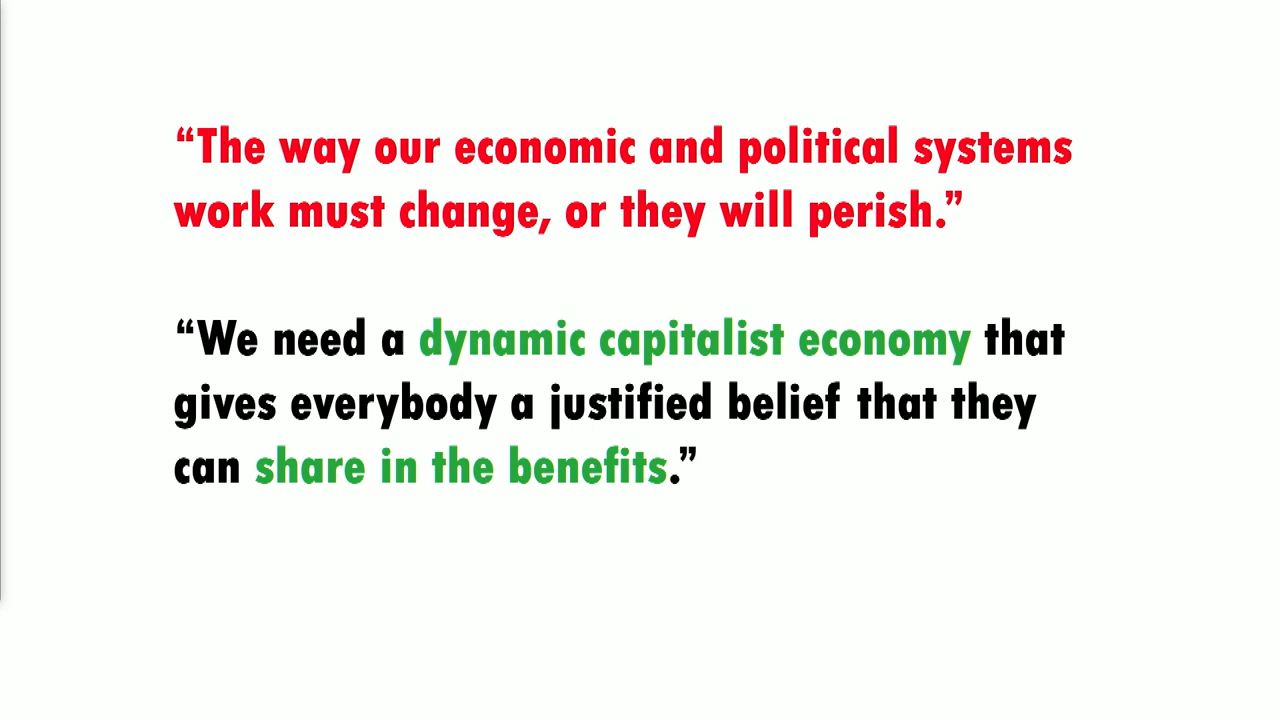 “The way our economic and political systems
work must change, or they will perish.”
“We need a dynamic capitalist economy that
gives everybody a justified belief that they
can share in the benefits.”